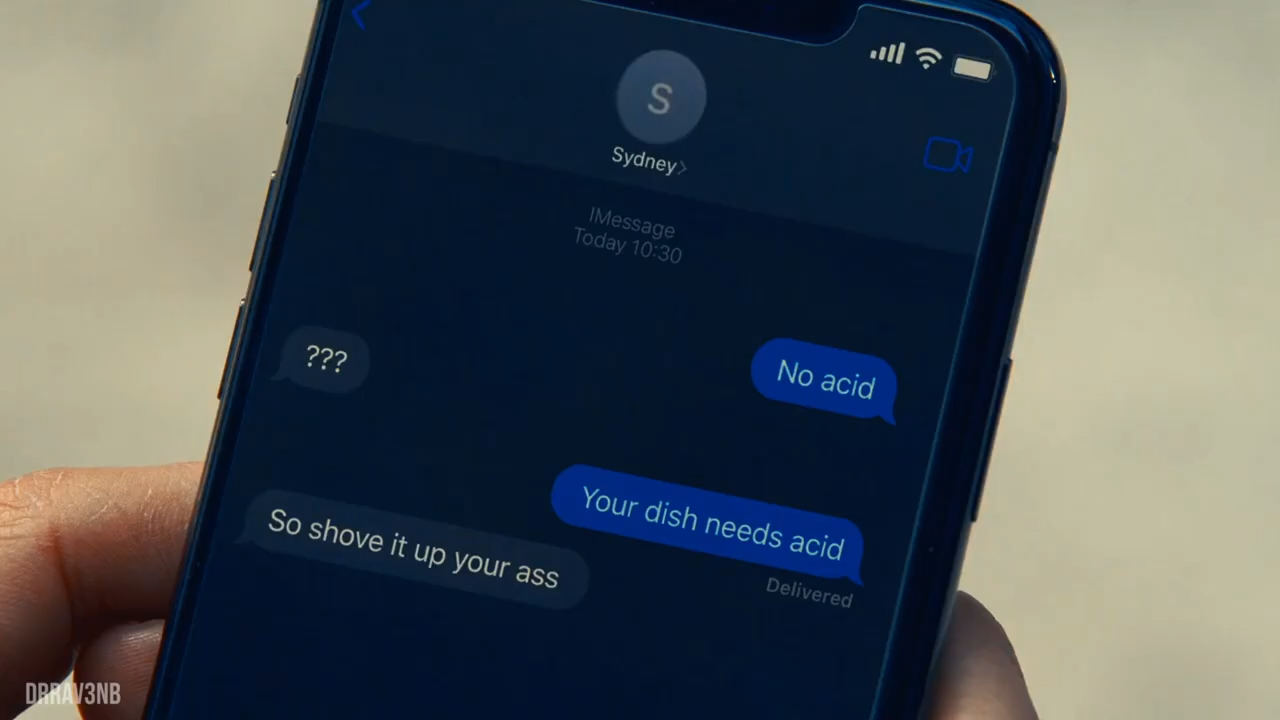 S
Sydney
IMessage
Today 10:30
No acid
???
Your dish needs acid
Delivered
So shove it up your ass
DRRAV3NB